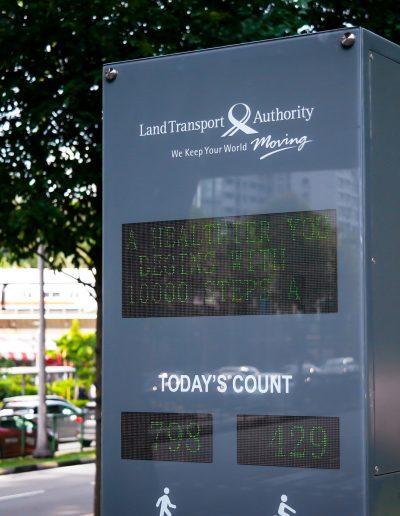 Land Transport Authority
We Keep Your World Moving
A HEALTHIER YOU
BEGINS WITH
10000 STEPS A
TODAY'S COUNT
798 429